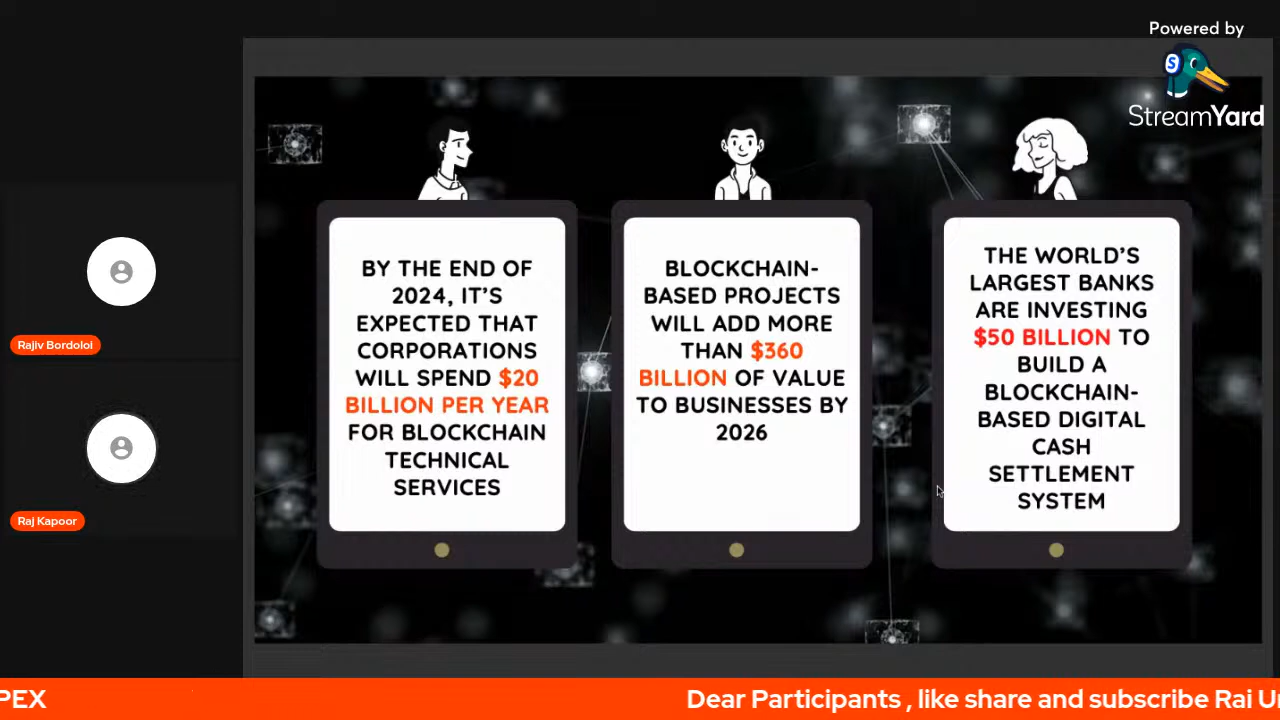 Powered by
S
StreamYard
BY THE END OF
2024, IT'S
EXPECTED THAT
CORPORATIONS
WILL SPEND $20
BILLION PER YEAR
FOR BLOCKCHAIN
TECHNICAL
SERVICES
BLOCKCHAIN-
BASED PROJECTS
WILL ADD MORE
THAN $360
BILLION OF VALUE
TO BUSINESSES BY
2026
THE WORLD'S
LARGEST BANKS
ARE INVESTING
$50 BILLION TO
BUILD A
BLOCKCHAIN-
BASED DIGITAL
CASH
SETTLEMENT
SYSTEM
Rajiv Bordoloi
Raj Kapoor
PEX
Dear Participants , like share and subscribe Rai